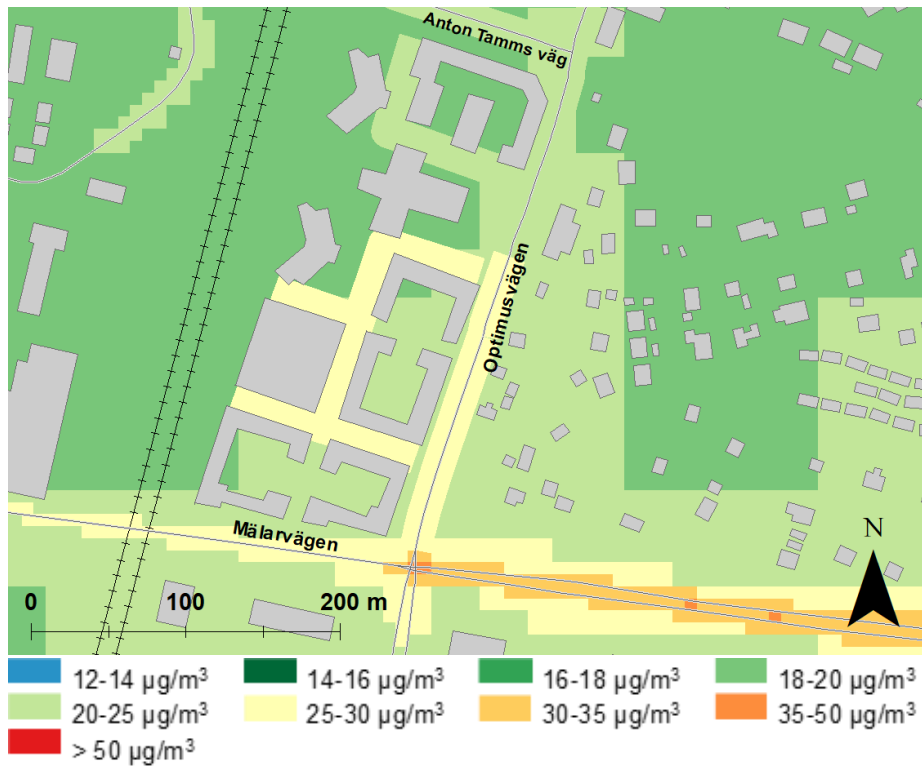 Anton Tamms väg
Optimusvägen
Mälarvägen
N
0 100 200 m
12-14 µg/m³ 14-16 µg/m³ 16-18 µg/m³ 18-20 µg/m³
20-25 µg/m³ 25-30 µg/m³ 30-35 µg/m³ 35-50 µg/m³
> 50 µg/m³